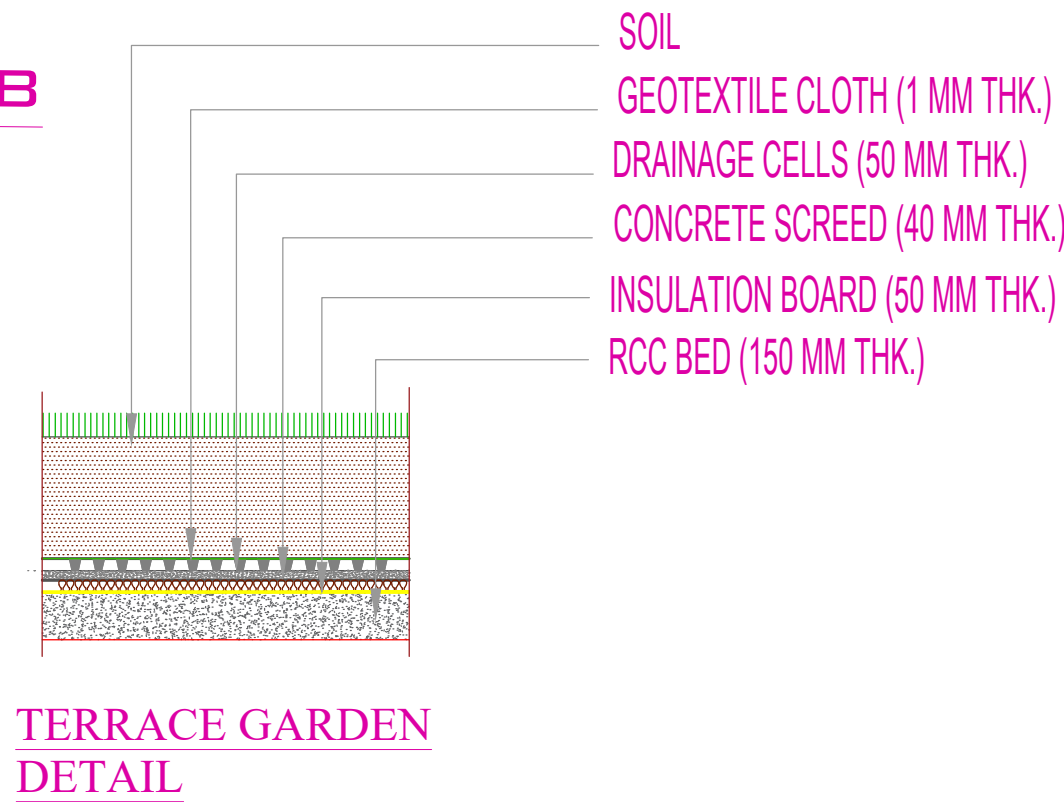 B
SOIL
GEOTEXTILE CLOTH (1 MM THK.)
DRAINAGE CELLS (50 MM THK.)
CONCRETE SCREED (40 MM THK.)
INSULATION BOARD (50 MM THK.)
RCC BED (150 MM THK.)
TERRACE GARDEN
DETAIL